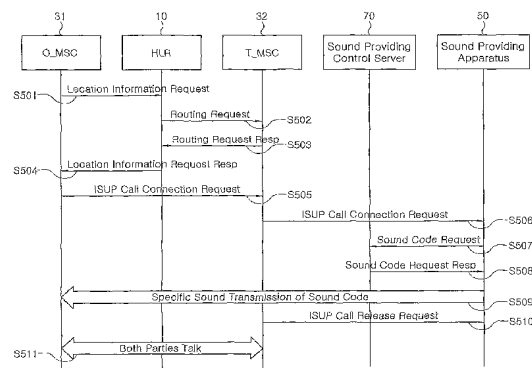 31
10
32
70
50
O_MSC
HLR
T_MSC
Sound Providing
Control Server
Sound Providing
Apparatus
Location Information Request
S501
Routing Request
S502
Routing Request Resp
S503
Location Information Request Resp
S504
ISUP Call Connection Request
S505
ISUP Call Connection Request
S506
Sound Code Request
S507
Sound Code Request Resp
S508
Specific Sound Transmission of Sound Code
S509
ISUP Call Release Request
S510
Both Parties Talk
S511